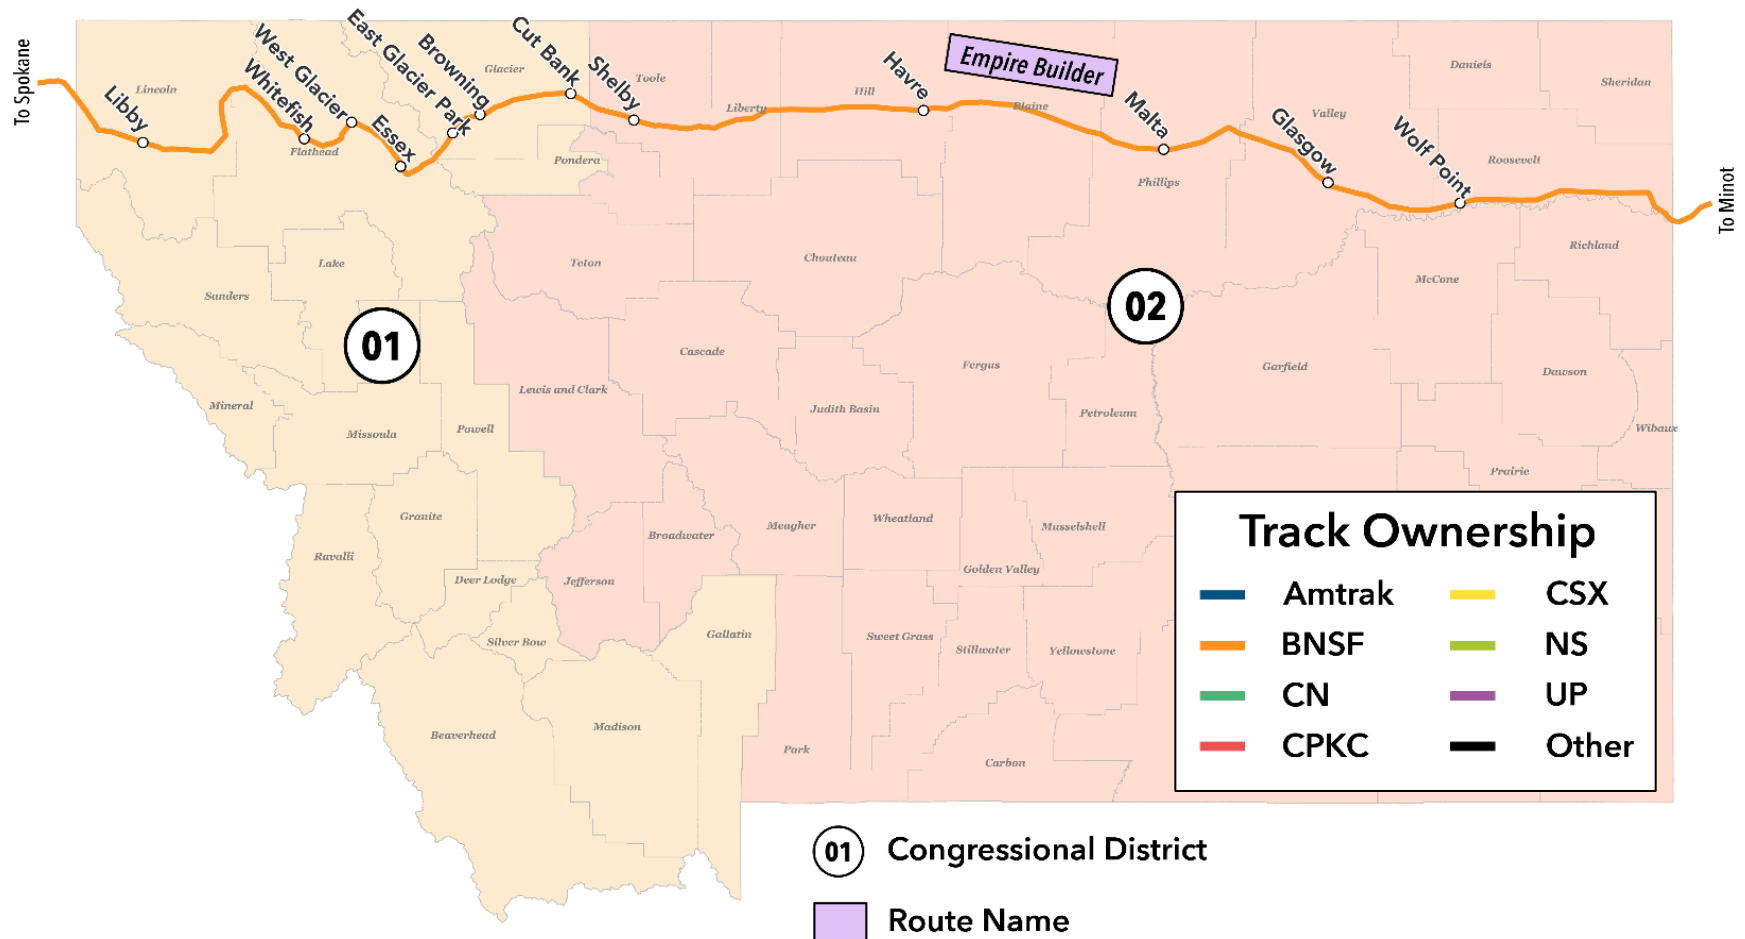 To Spokane
Libby
Whitefish
West Glacier
Essex
East Glacier Park
Browning
Cut Bank
Shelby
Havre
Empire Builder
Malta
Glasgow
Wolf Point
To Minot
Lincoln
Flathead
Glacier
Toole
Liberty
Hill
Blaine
Phillips
Valley
Daniels
Sheridan
Roosevelt
Pondera
Teton
Chouteau
Richland
McCone
Lake
Sanders
01
02
Cascade
Fergus
Garfield
Dawson
Lewis and Clark
Judith Basin
Petroleum
Wibaux
Mineral
Missoula
Powell
Prairie
Granite
Ravalli
Deer Lodge
Jefferson
Broadwater
Meagher
Wheatland
Golden Valley
Musselshell
Silver Bow
Gallatin
Sweet Grass
Stillwater
Yellowstone
Beaverhead
Madison
Park
Carbon
Track Ownership
Amtrak
CSX
BNSF
NS
CN
UP
CPKC
Other
01 Congressional District
Route Name